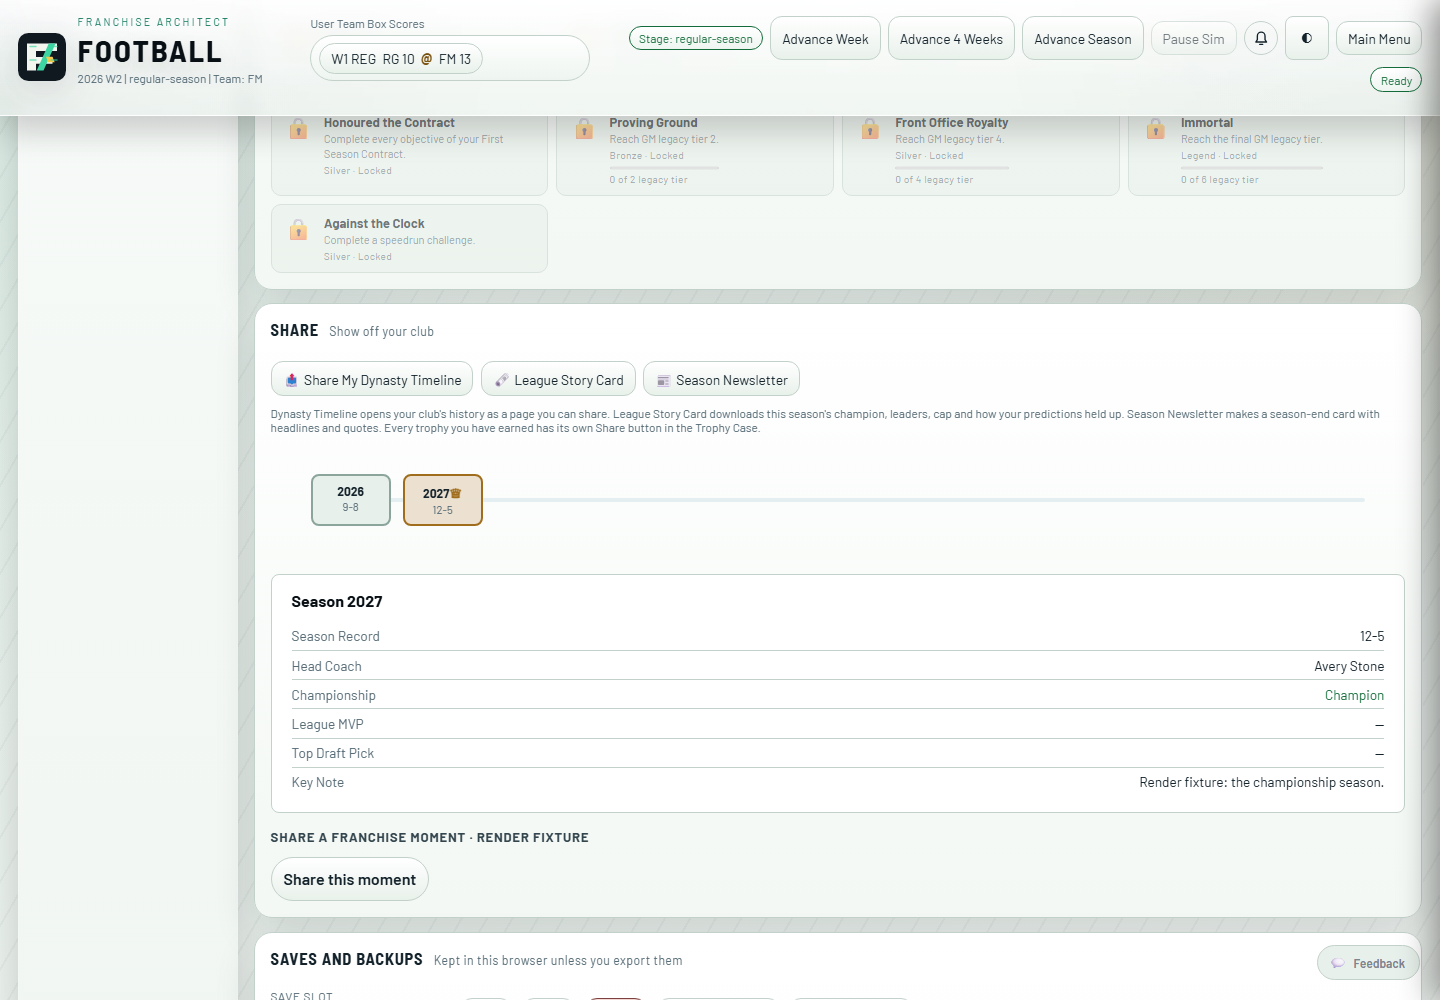 FRANCHISE ARCHITECT
FOOTBALL
2026 W2 | regular-season | Team: FM
User Team Box Scores
W1 REG RG 10 @ FM 13
Stage: regular-season
Advance Week
Advance 4 Weeks
Advance Season
Pause Sim
Main Menu
Ready
Honoured the Contract
Complete every objective of your First
Season Contract.
Silver · Locked
Proving Ground
Reach GM legacy tier 2.
Bronze · Locked
0 of 2 legacy tier
Front Office Royalty
Reach GM legacy tier 4.
Silver · Locked
0 of 4 legacy tier
Immortal
Reach the final GM legacy tier.
Legend · Locked
0 of 6 legacy tier
Against the Clock
Complete a speedrun challenge.
Silver · Locked
SHARE Show off your club
Share My Dynasty Timeline
League Story Card
Season Newsletter
Dynasty Timeline opens your club's history as a page you can share. League Story Card downloads this season's champion, leaders, cap and how your predictions held up. Season Newsletter makes a season-end card with
headlines and quotes. Every trophy you have earned has its own Share button in the Trophy Case.
2026
9-8
2027
12-5
Season 2027
Season Record 12-5
Head Coach Avery Stone
Championship Champion
League MVP —
Top Draft Pick —
Key Note Render fixture: the championship season.
SHARE A FRANCHISE MOMENT · RENDER FIXTURE
Share this moment
SAVES AND BACKUPS Kept in this browser unless you export them
Feedback
SAVE SLOT